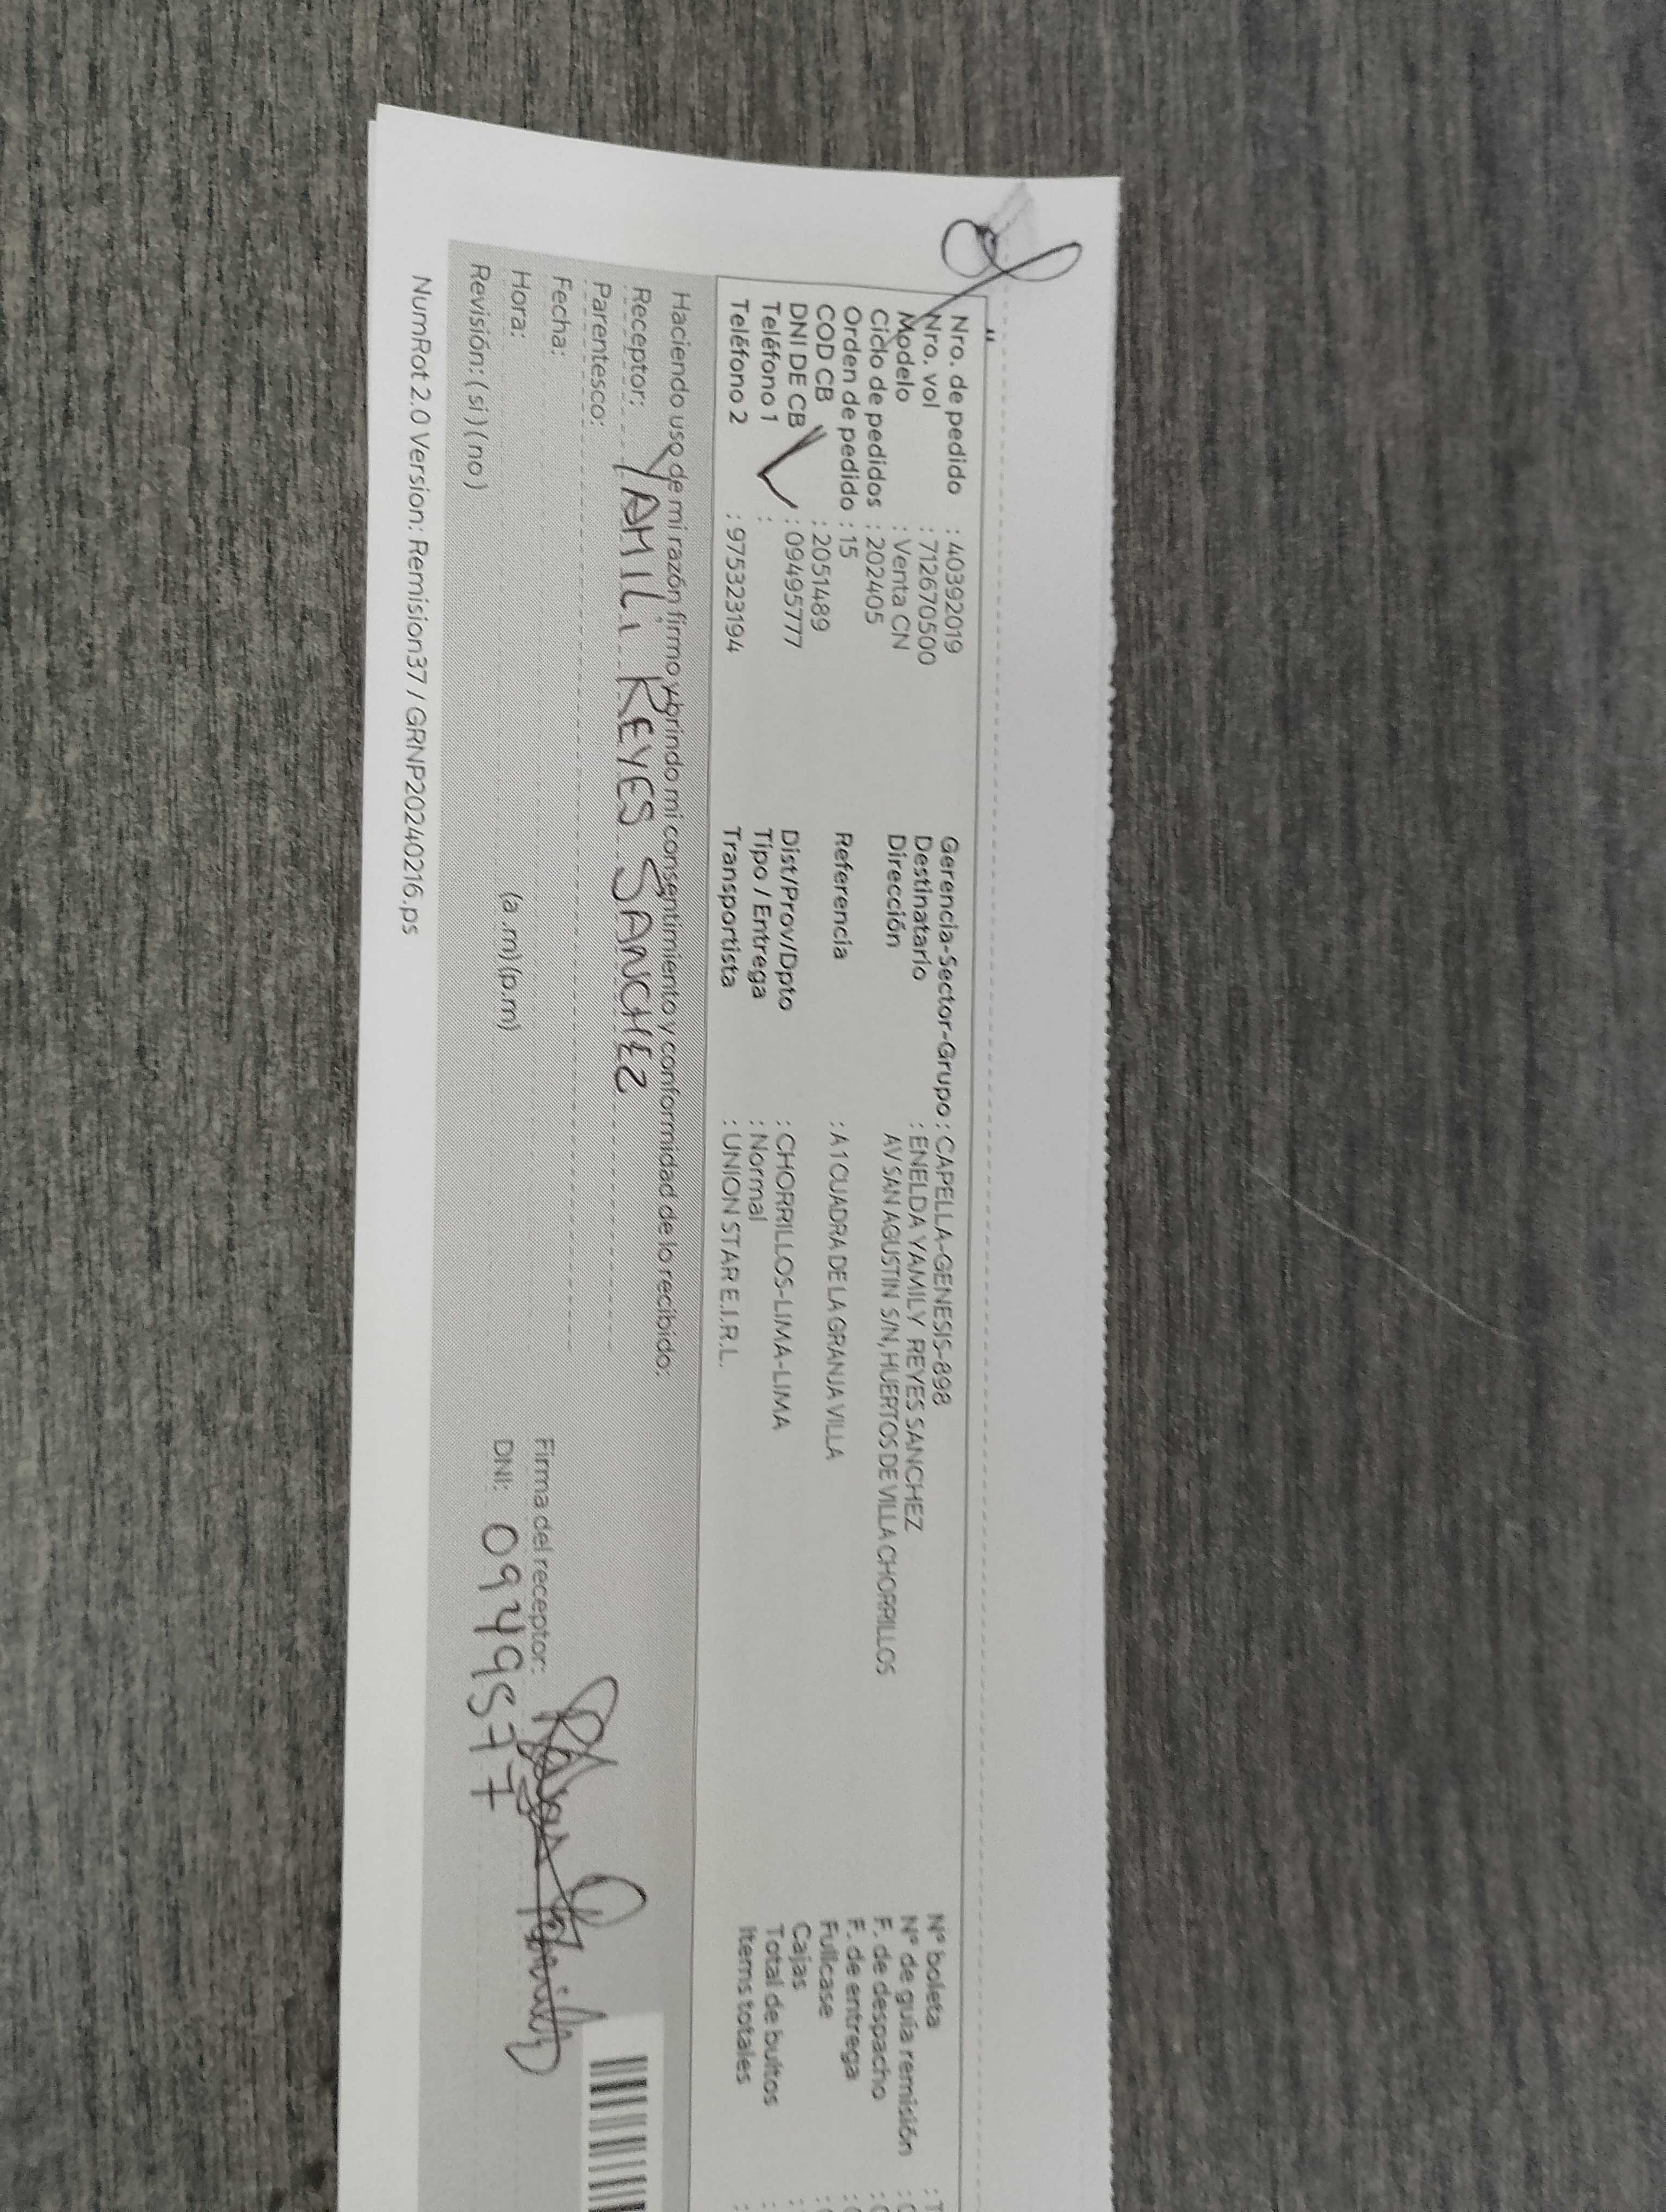 Nro. de pedido : 40392019
Nro. vol : 712670500
Modelo : Venta CN
Ciclo de pedidos : 202405
Orden de pedido : 15
COD CB : 2051489
DNI DE CB : 09495777
Teléfono 1 :
Teléfono 2 : 975323194
Gerencia-Sector-Grupo : CAPELLA-GENESIS-898
Destinatario : ENELDA YAMILY REYES SANCHEZ
Dirección AV SAN AGUSTIN S/N, HUERTOS DE VILLA CHORRILLOS
Referencia : A 1 CUADRA DE LA GRANJA VILLA
Dist/Prov/Dpto : CHORRILLOS-LIMA-LIMA
Tipo / Entrega : Normal
Transportista : UNION STAR E.I.R.L.
N° boleta :
N° de guía remisión :
F. de despacho :
F. de entrega :
Fullcase :
Cajas :
Total de bultos :
Items totales :
Haciendo uso de mi razón firmo y brindo mi consentimiento y conformidad de lo recibido:
Receptor: YAMILI REYES SANCHEZ
Parentesco:
Fecha:
Hora: (a .m) (p.m)
Revisión: ( si ) ( no )
Firma del receptor:
DNI: 09495777
NumRot 2.0 Version: Remision37 / GRNP20240216.ps